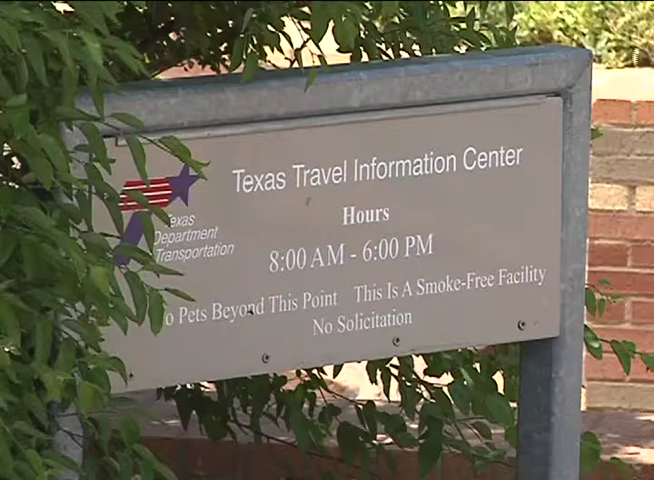 Texas Travel Information Center
Texas
Department
Transportation
Hours
8:00 AM - 6:00 PM
Pets Beyond This Point This Is A Smoke-Free Facility
No Solicitation